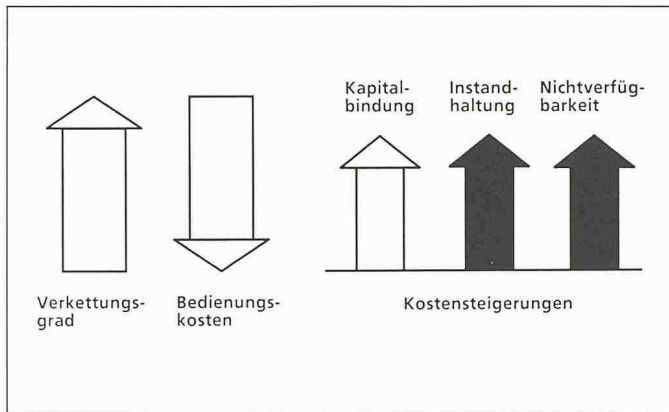 Kapital-
bindung
Instand-
haltung
Nichtverfüg-
barkeit
Verkettungs-
grad
Bedienungs-
kosten
Kostensteigerungen